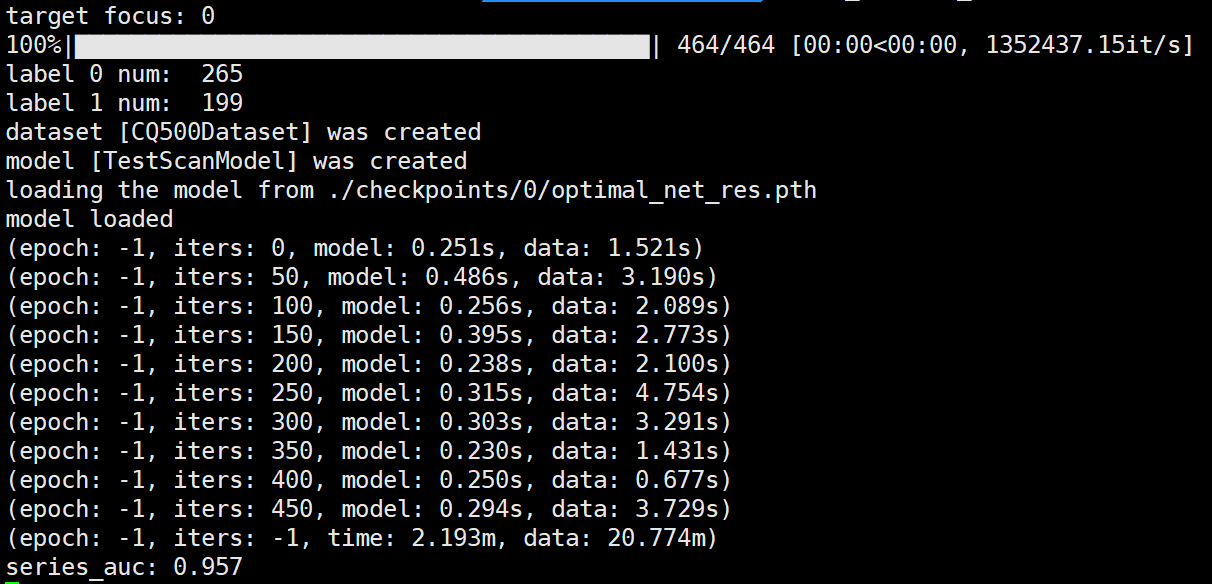 target focus: 0
100%|██████████████████████████████████████████| 464/464 [00:00<00:00, 1352437.15it/s]
label 0 num:  265
label 1 num:  199
dataset [CQ500Dataset] was created
model [TestScanModel] was created
loading the model from ./checkpoints/0/optimal_net_res.pth
model loaded
(epoch: -1, iters: 0, model: 0.251s, data: 1.521s)
(epoch: -1, iters: 50, model: 0.486s, data: 3.190s)
(epoch: -1, iters: 100, model: 0.256s, data: 2.089s)
(epoch: -1, iters: 150, model: 0.395s, data: 2.773s)
(epoch: -1, iters: 200, model: 0.238s, data: 2.100s)
(epoch: -1, iters: 250, model: 0.315s, data: 4.754s)
(epoch: -1, iters: 300, model: 0.303s, data: 3.291s)
(epoch: -1, iters: 350, model: 0.230s, data: 1.431s)
(epoch: -1, iters: 400, model: 0.250s, data: 0.677s)
(epoch: -1, iters: 450, model: 0.294s, data: 3.729s)
(epoch: -1, iters: -1, time: 2.193m, data: 20.774m)
series_auc: 0.957